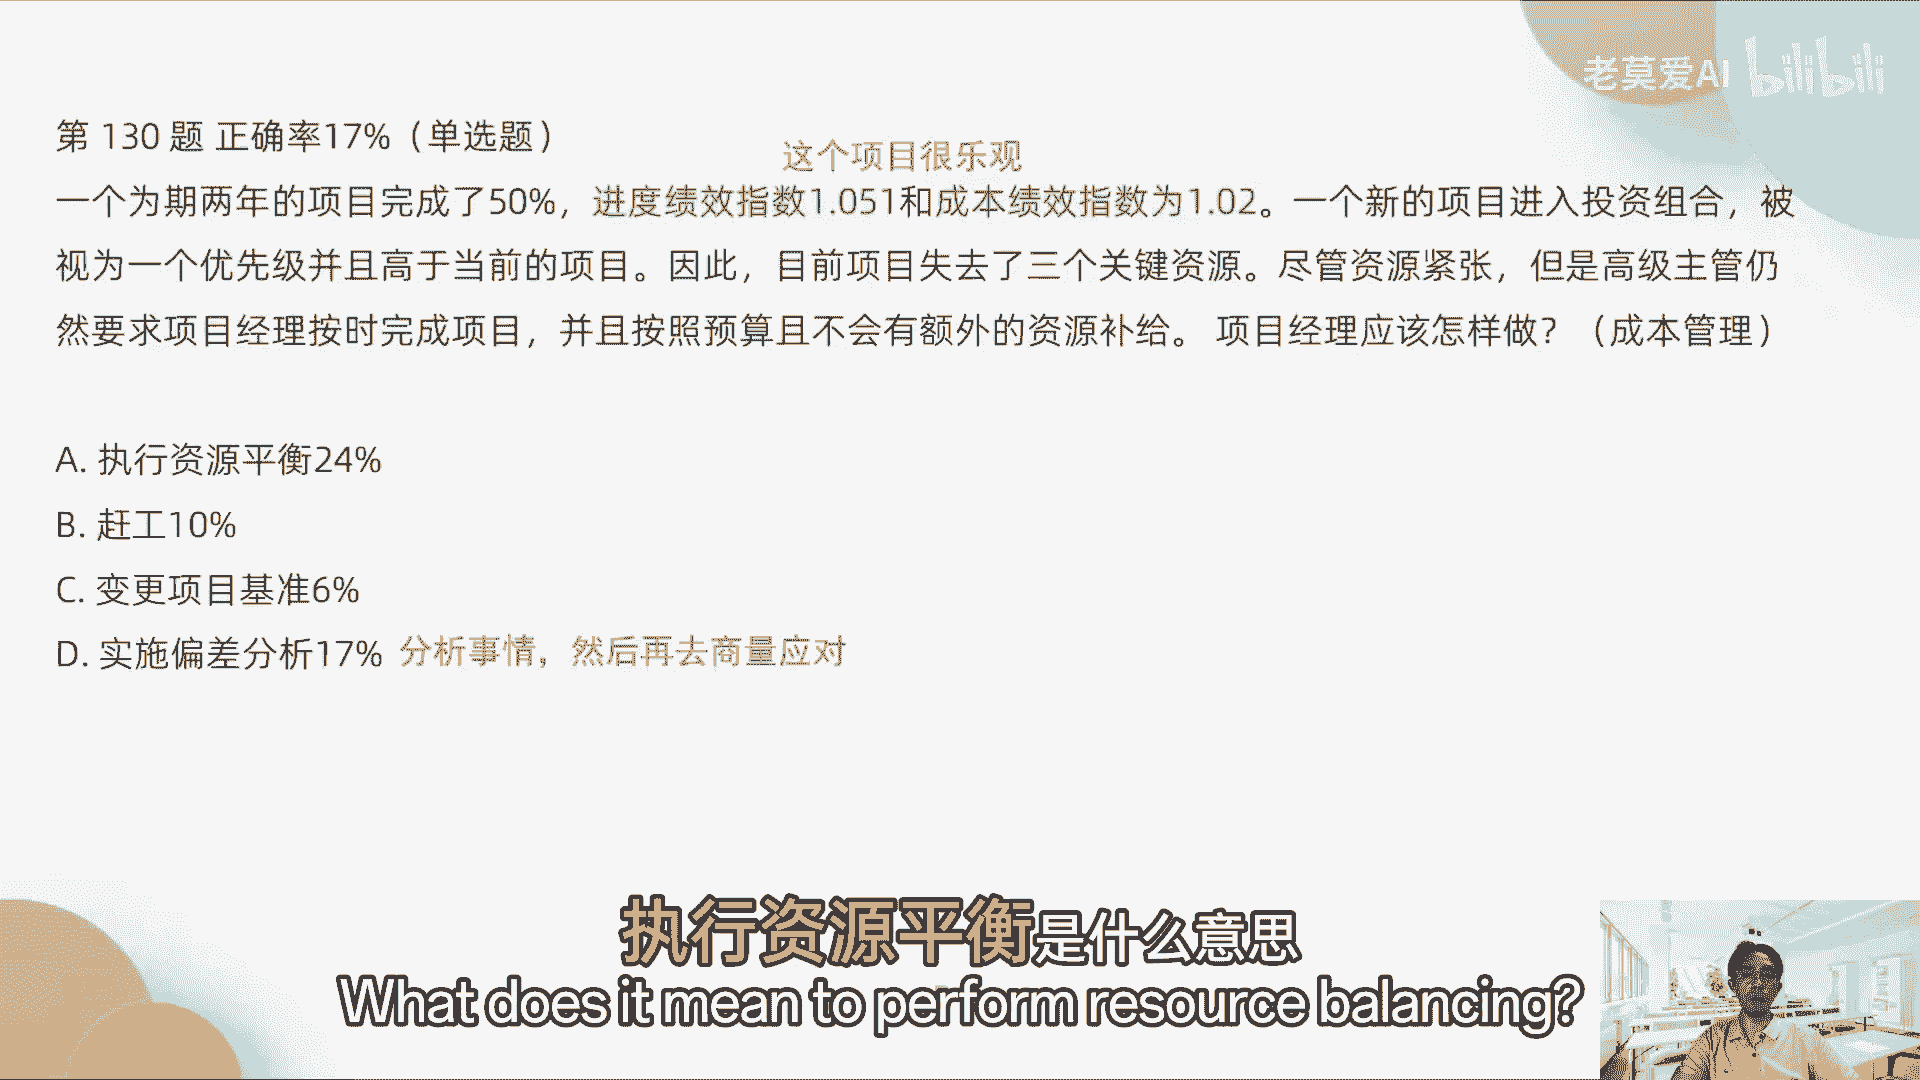 老莫爱AI bilibili
第 130 题 正确率17%（单选题）
这个项目很乐观
一个为期两年的项目完成了50%，进度绩效指数1.051和成本绩效指数为1.02。一个新的项目进入投资组合，被
视为一个优先级并且高于当前的项目。因此，目前项目失去了三个关键资源。尽管资源紧张，但是高级主管仍
然要求项目经理按时完成项目，并且按照预算且不会有额外的资源补给。 项目经理应该怎样做？（成本管理）
A. 执行资源平衡24%
B. 赶工10%
C. 变更项目基准6%
D. 实施偏差分析17% 分析事情，然后再去商量应对
执行资源平衡是什么意思
What does it mean to perform resource balancing?